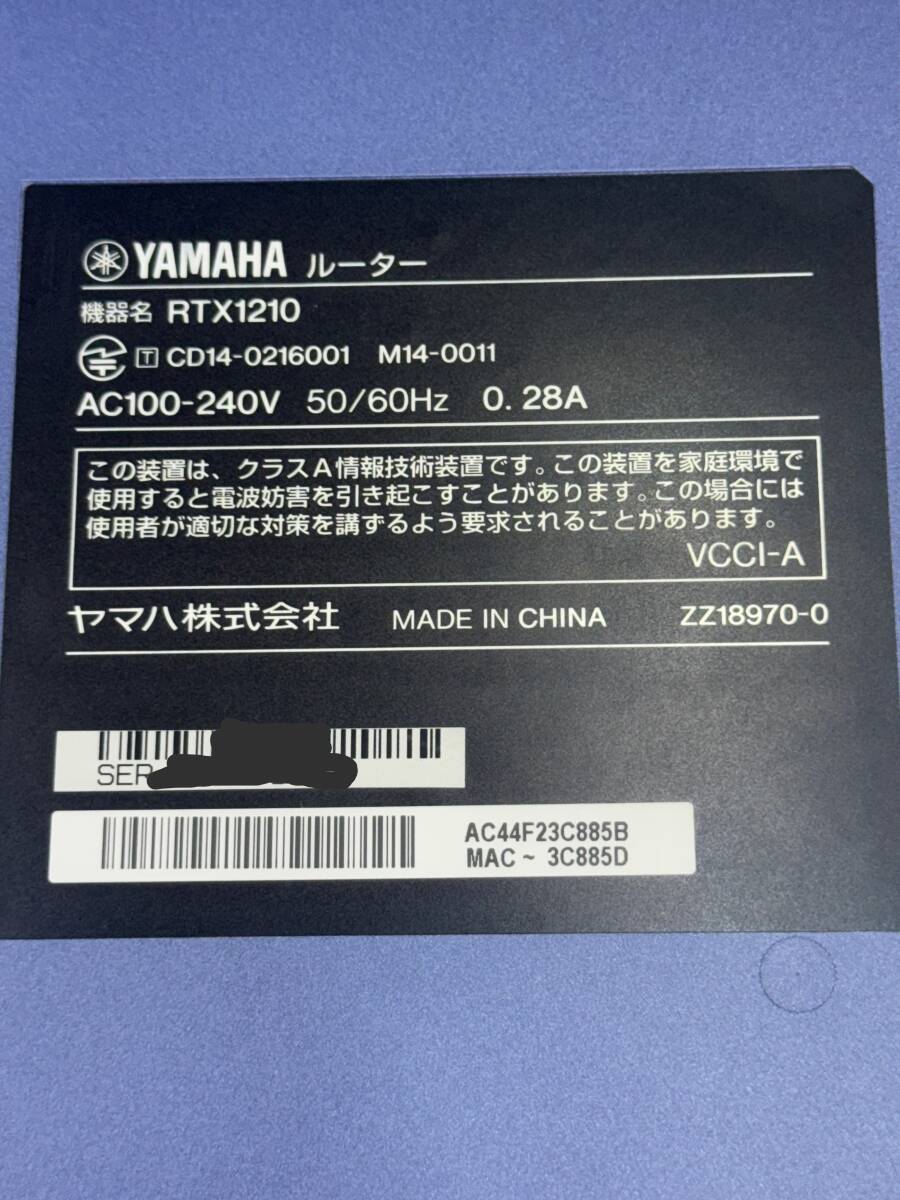 YAMAHA ルーター
機器名 RTX1210
T CD14-0216001 M14-0011
AC100-240V 50/60Hz 0.28A
この装置は、クラスA情報技術装置です。この装置を家庭環境で
使用すると電波妨害を引き起こすことがあります。この場合には
使用者が適切な対策を講ずるよう要求されることがあります。
VCCI-A
ヤマハ株式会社 MADE IN CHINA ZZ18970-0
SER
AC44F23C885B
MAC ~ 3C885D